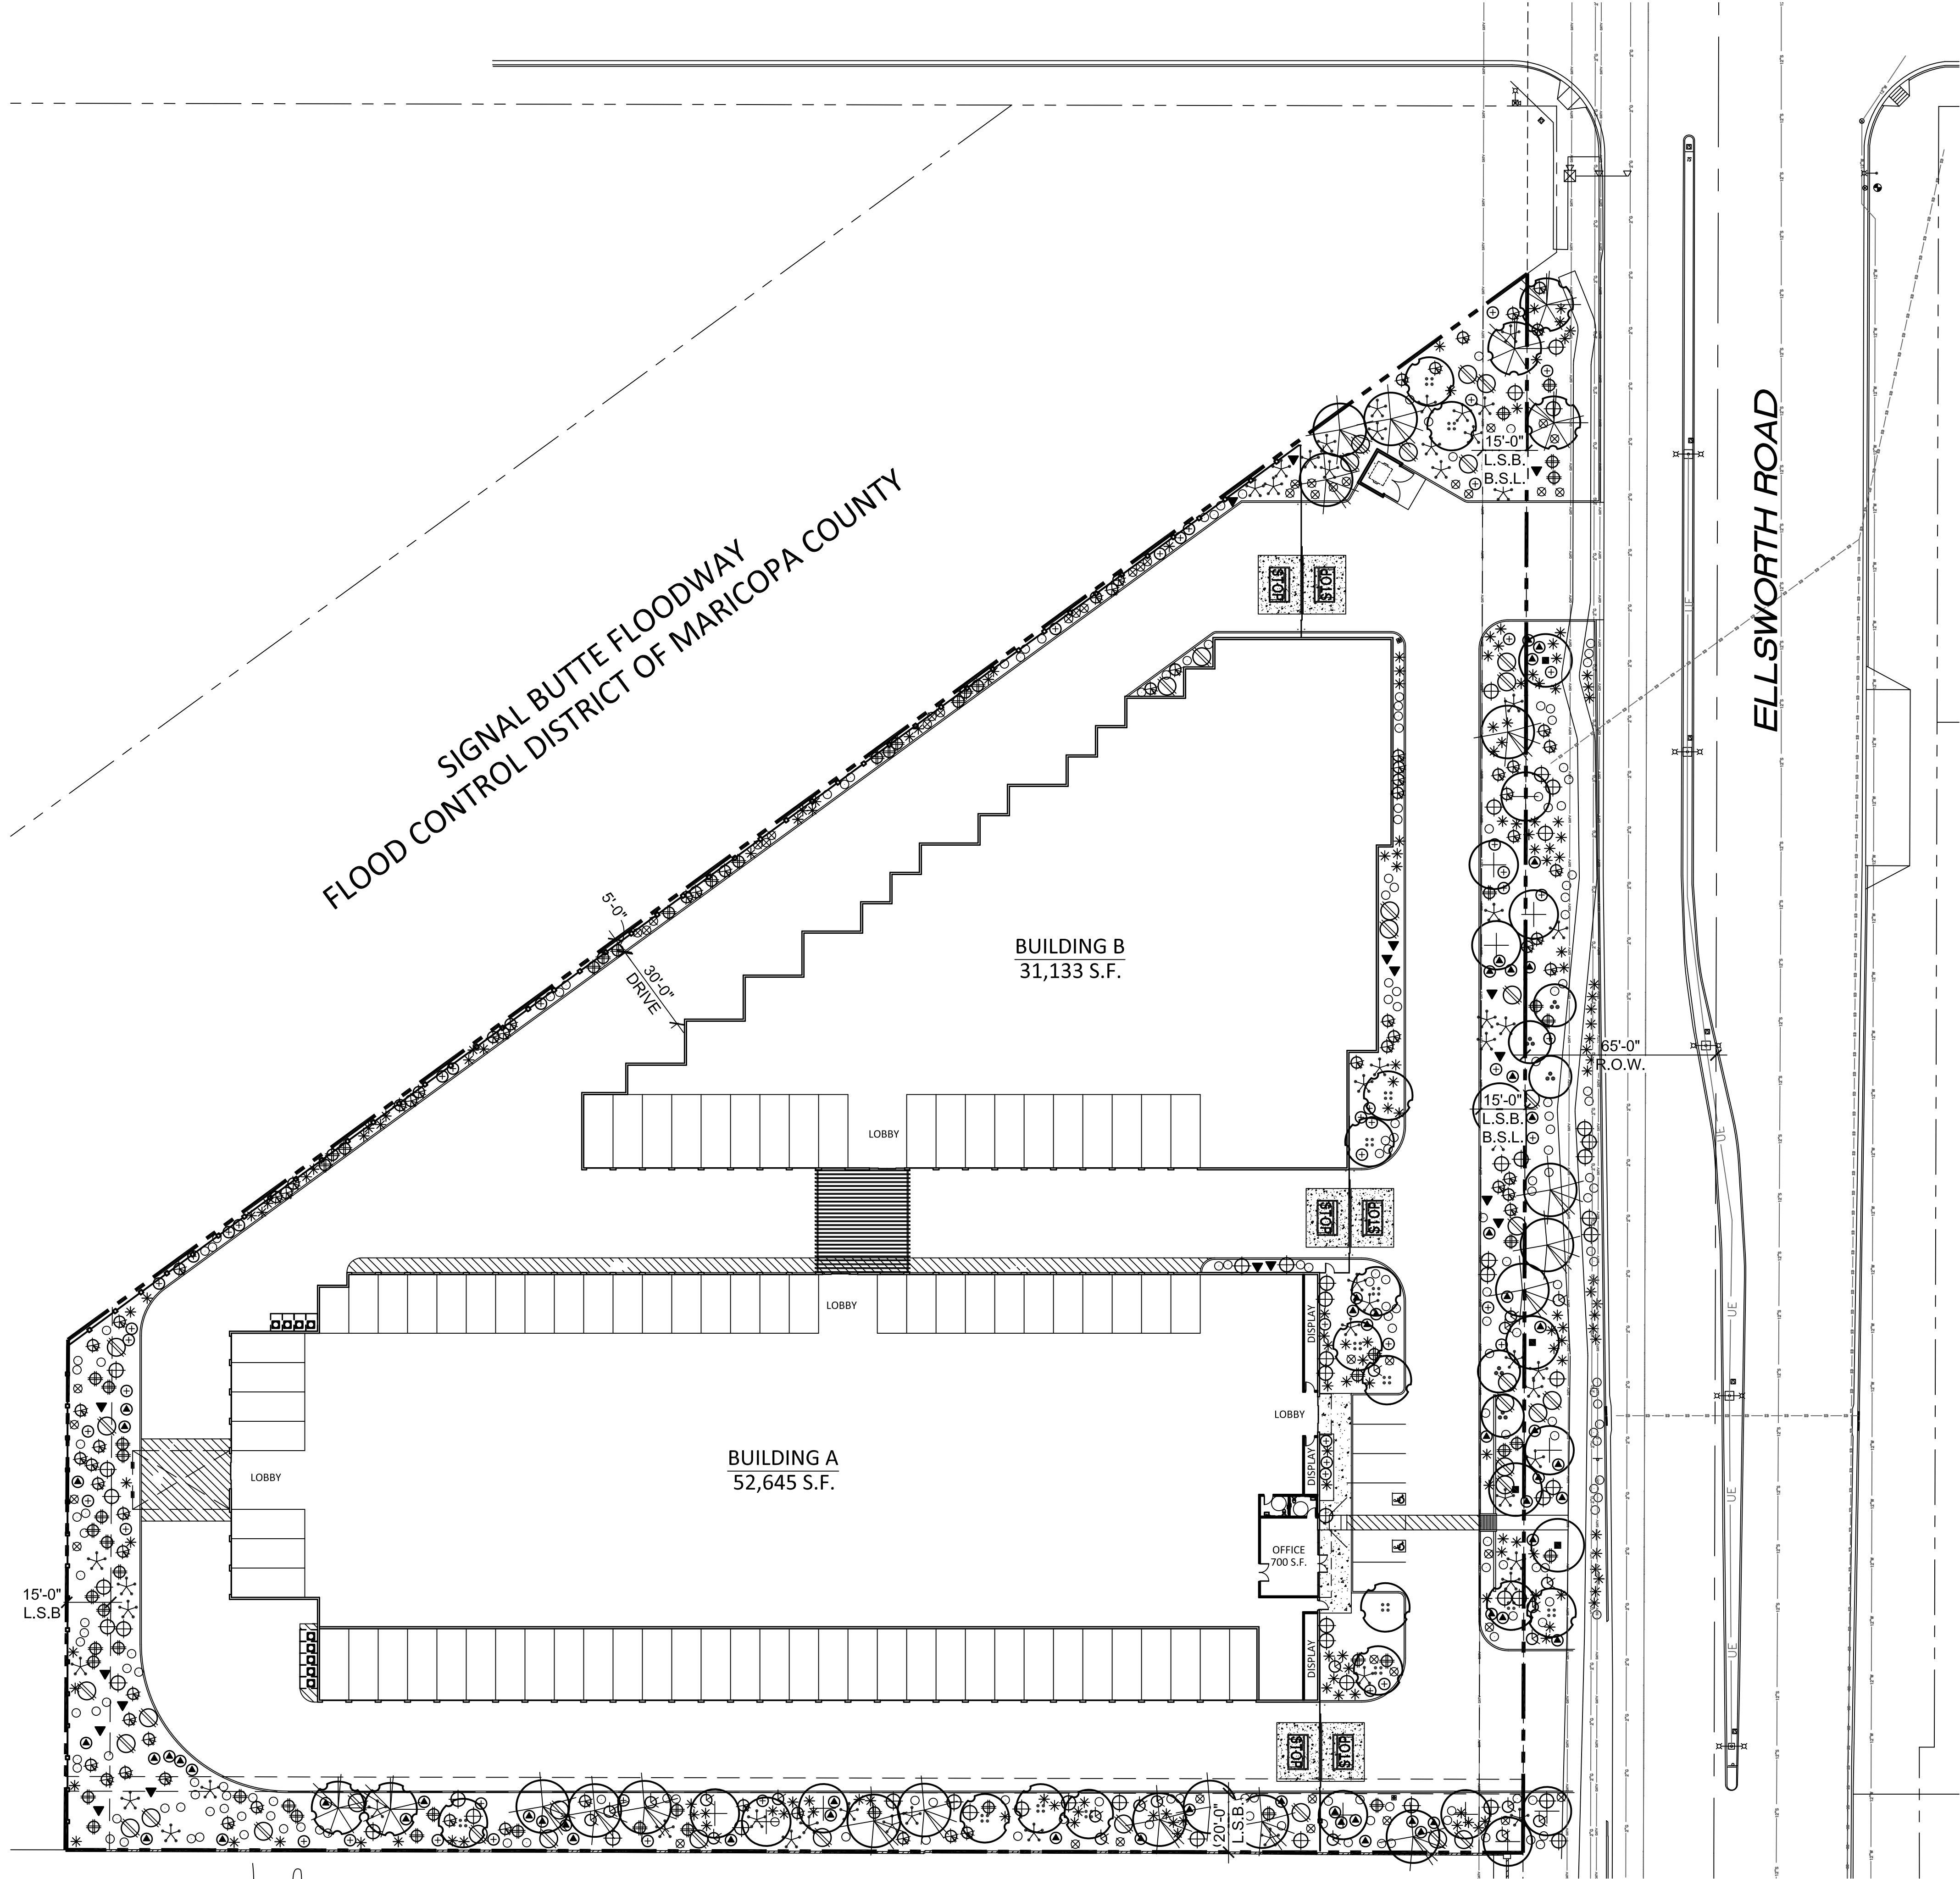 ELLSWORTH ROAD
15'-0"
L.S.B.
B.S.L.
SIGNAL BUTTE FLOODWAY
FLOOD CONTROL DISTRICT OF MARICOPA COUNTY
STOP
STOP
UE
5'-0"
30'-0"
DRIVE
BUILDING B
31,133 S.F.
65'-0"
R.O.W.
15'-0"
L.S.B.
B.S.L.
UE
LOBBY
STOP
STOP
LOBBY
DISPLAY
UE
LOBBY
BUILDING A
52,645 S.F.
DISPLAY
LOBBY
UE
OFFICE
700 S.F.
15'-0"
L.S.B
DISPLAY
UE
STOP
STOP
20'-0"
L.S.B.